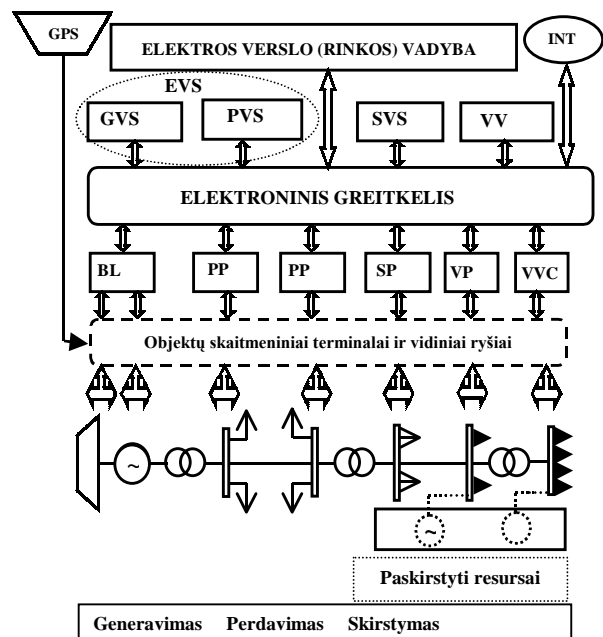 GPS
ELEKTROS VERSLO (RINKOS) VADYBA
INT
EVS
GVS
PVS
SVS
VV
ELEKTRONINIS GREITKELIS
BL
PP
PP
SP
VP
VVC
Objektų skaitmeniniai terminalai ir vidiniai ryšiai
~
~
Paskirstyti resursai
Generavimas Perdavimas Skirstymas